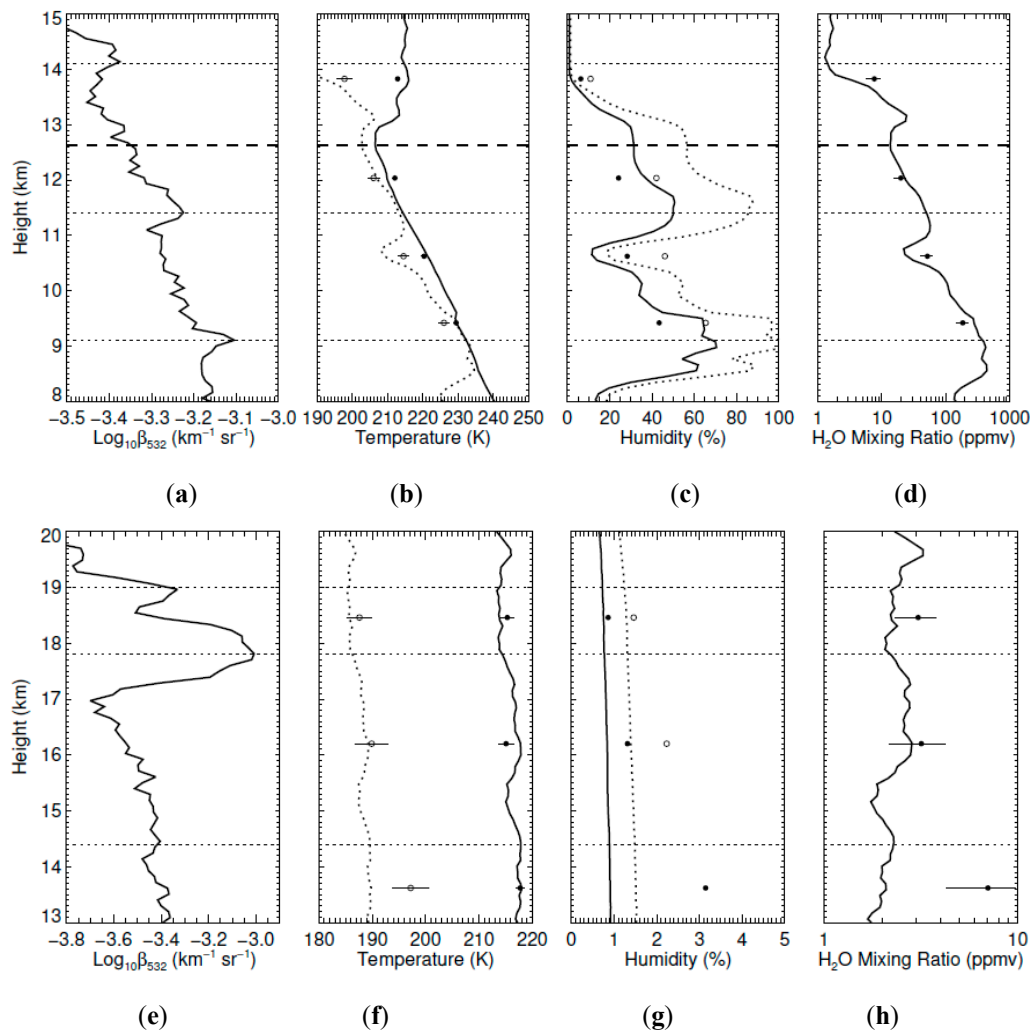 15
14
13
12
11
10
9
8
Height (km)
−3.5 −3.4 −3.3 −3.2 −3.1 −3.0
Log10β532 (km−1 sr−1)
190 200 210 220 230 240 250
Temperature (K)
0 20 40 60 80 100
Humidity (%)
1 10 100 1000
H2O Mixing Ratio (ppmv)
(a) (b) (c) (d)
20
19
18
17
16
15
14
13
Height (km)
−3.8 −3.6 −3.4 −3.2 −3.0
Log10β532 (km−1 sr−1)
180 190 200 210 220
Temperature (K)
0 1 2 3 4 5
Humidity (%)
1 10
H2O Mixing Ratio (ppmv)
(e) (f) (g) (h)